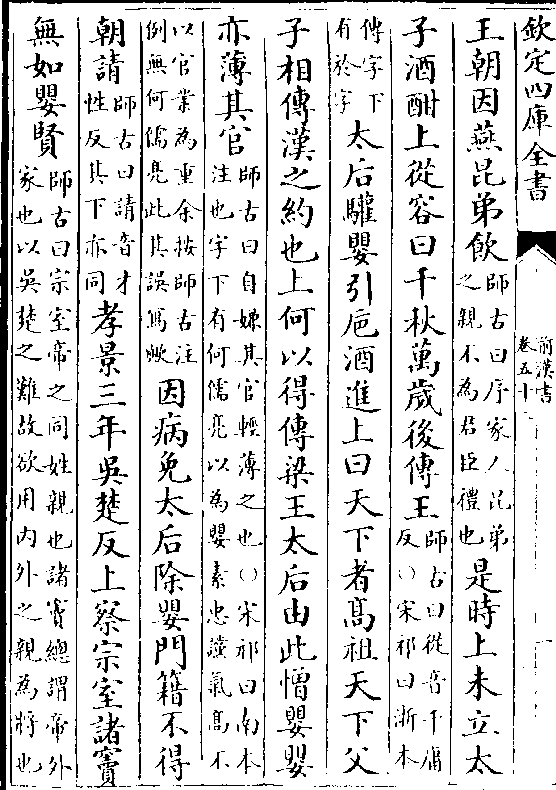 欽定四庫全書
前漢書
卷五十二
王朝因燕昆弟飲師古曰序家人昆弟之親不為君臣禮也是時上未立太
子酒酣上從容曰千秋萬歲後傳王師古曰從音千庸反○宋祁曰浙本
傳字下有於字太后驩嬰引巵酒進上曰天下者髙祖天下父
子相傳漢之約也上何以得傳梁王太后由此憎嬰嬰
亦薄其官師古曰自嫌其官輕薄之也○宋祁曰南本注也字下有何儒亮以為嬰素忠讜氣髙不
以官業為重余按師古注例無何儒亮此其誤焉歟因病免太后除嬰門籍不得
朝請師古曰請音才性反其下亦同孝景三年吳楚反上察宗室諸竇
無如嬰賢師古曰宗室帝之同姓親也諸竇總謂帝外家也以吳楚之難故欲用内外之親為將也